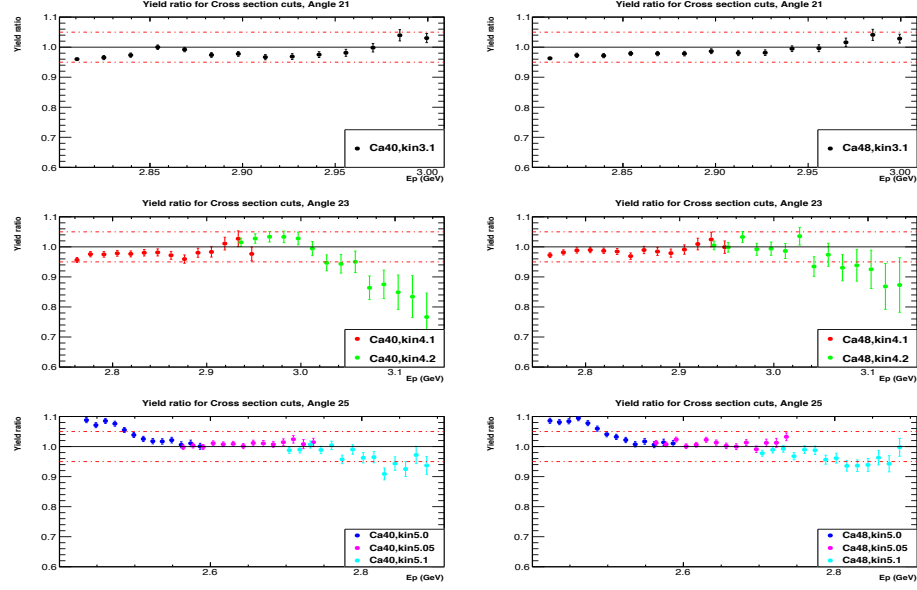 Yield ratio for Cross section cuts, Angle 21
Yield ratio
1.1
1.0
0.9
0.8
0.7
0.6
2.85
2.90
2.95
3.00
Ep (GeV)
Ca40,kin3.1
Yield ratio for Cross section cuts, Angle 21
Yield ratio
1.1
1.0
0.9
0.8
0.7
0.6
2.85
2.90
2.95
3.00
Ep (GeV)
Ca48,kin3.1
Yield ratio for Cross section cuts, Angle 23
Yield ratio
1.1
1.0
0.9
0.8
0.7
0.6
2.8
2.9
3.0
3.1
Ep (GeV)
Ca40,kin4.1
Ca40,kin4.2
Yield ratio for Cross section cuts, Angle 23
Yield ratio
1.1
1.0
0.9
0.8
0.7
0.6
2.8
2.9
3.0
3.1
Ep (GeV)
Ca48,kin4.1
Ca48,kin4.2
Yield ratio for Cross section cuts, Angle 25
Yield ratio
1.1
1.0
0.9
0.8
0.7
0.6
2.6
2.8
Ep (GeV)
Ca40,kin5.0
Ca40,kin5.05
Ca40,kin5.1
Yield ratio for Cross section cuts, Angle 25
Yield ratio
1.1
1.0
0.9
0.8
0.7
0.6
2.6
2.8
Ep (GeV)
Ca48,kin5.0
Ca48,kin5.05
Ca48,kin5.1